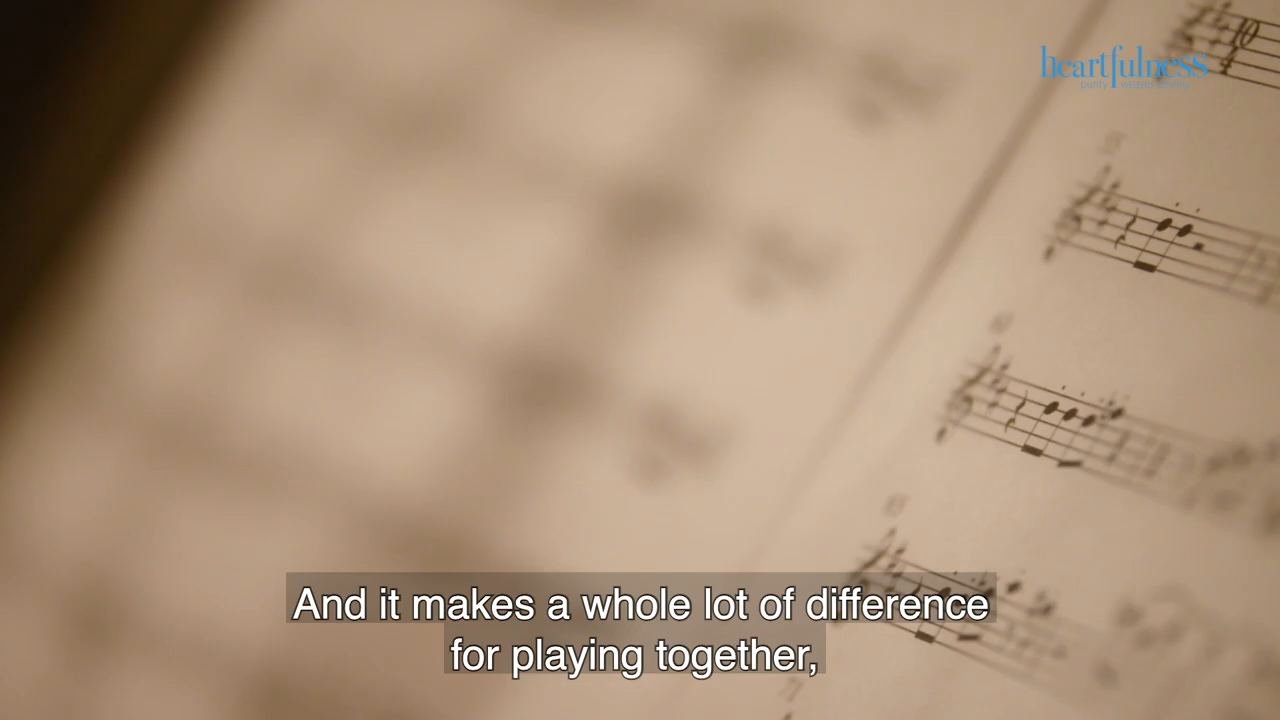 heartfulness
And it makes a whole lot of difference
for playing together,